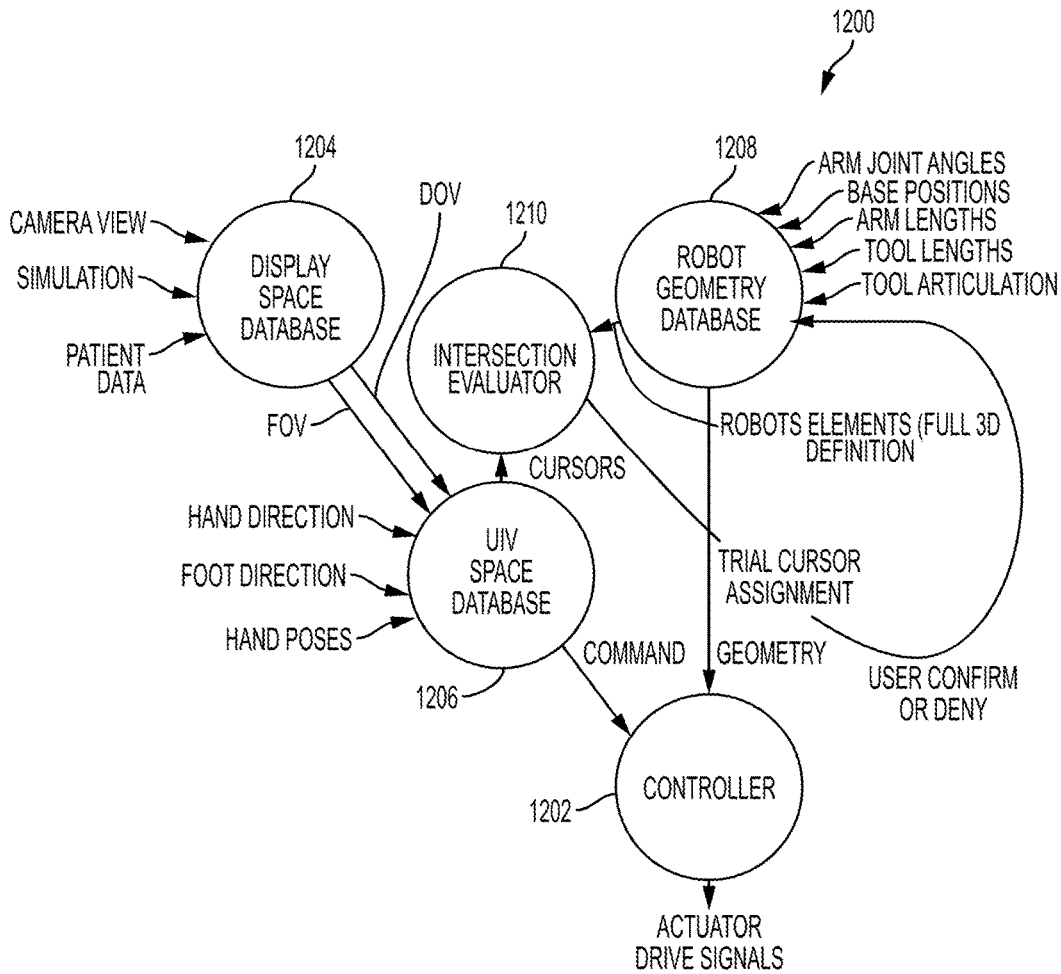 1200
1204
DOV
1210
1208
ARM JOINT ANGLES
BASE POSITIONS
ARM LENGTHS
TOOL LENGTHS
TOOL ARTICULATION
CAMERA VIEW
SIMULATION
PATIENT
DATA
DISPLAY
SPACE
DATABASE
FOV
INTERSECTION
EVALUATOR
ROBOT
GEOMETRY
DATABASE
ROBOTS ELEMENTS (FULL 3D
DEFINITION
CURSORS
HAND DIRECTION
FOOT DIRECTION
HAND POSES
UIV
SPACE
DATABASE
1206
TRIAL CURSOR
ASSIGNMENT
COMMAND
GEOMETRY
USER CONFIRM
OR DENY
CONTROLLER
1202
ACTUATOR
DRIVE SIGNALS